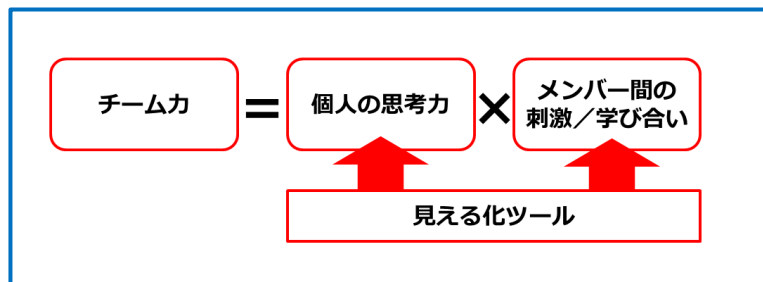 チーム力
=
個人の思考力
×
メンバー間の
刺激／学び合い
見える化ツール